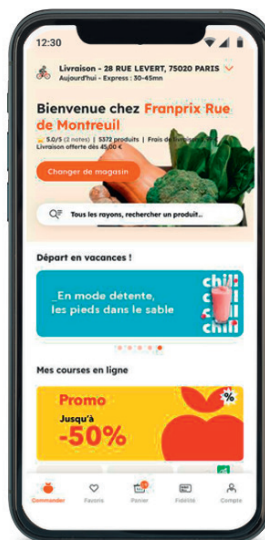 12:30
Livraison - 28 RUE LEVERT, 75020 PARIS
Aujourd'hui - Express : 30-45mn
Bienvenue chez Franprix Rue
de Montreuil
5.0/5 (3 notes) | 5372 produits | Frais de
Livraison offerte dès 45,00 €
Changer de magasin
Tous les rayons, rechercher un produit..
Départ en vacances !
_En mode détente,
les pieds dans le sable
chill
chill
Mes courses en ligne
Promo
Jusqu'à
-50%
%
Commander
Favoris
Panier
Fidélité
Compte